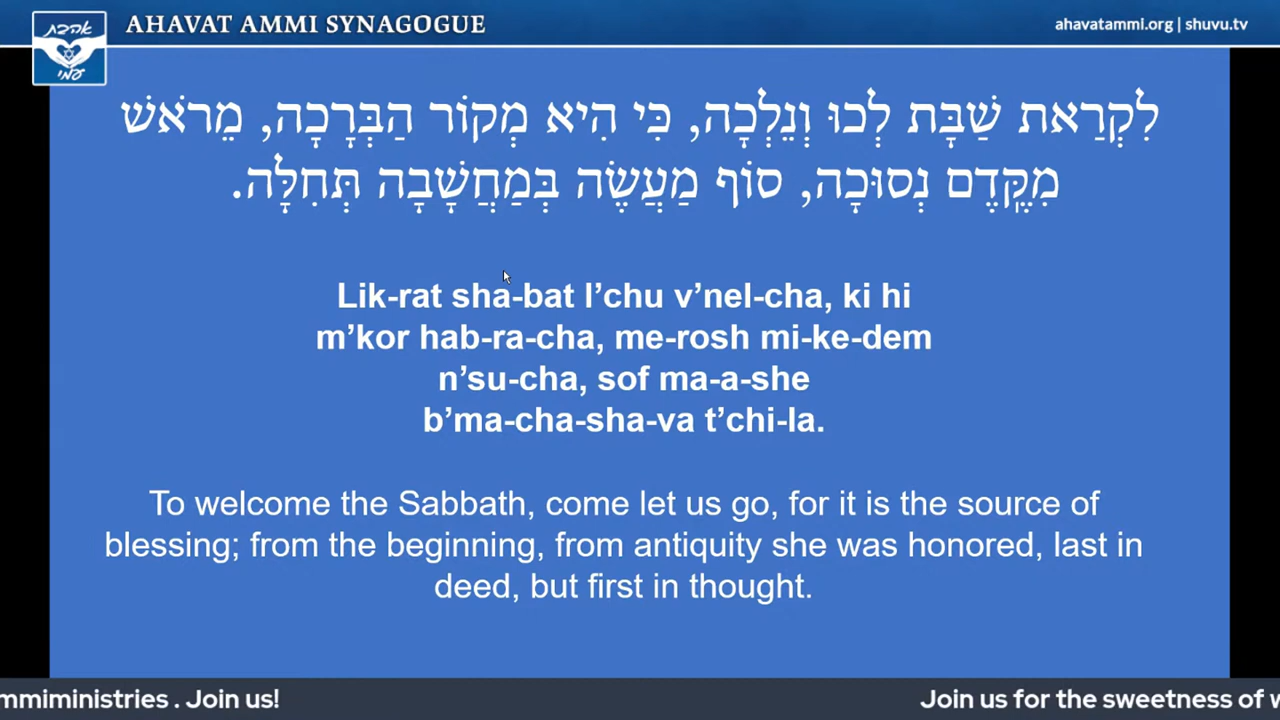 אהבת
עמי
AHAVAT AMMI SYNAGOGUE
ahavatammi.org | shuvu.tv
לִקְרַאת שַׁבָּת לְכוּ וְנֵלְכָה, כִּי הִיא מְקוֹר הַבְּרָכָה, מֵרֹאשׁ
מִקֶּדֶם נְסוּכָה, סוֹף מַעֲשֶׂה בְּמַחֲשָׁבָה תְּחִלָּה.
Lik-rat sha-bat l’chu v’nel-cha, ki hi
m’kor hab-ra-cha, me-rosh mi-ke-dem
n’su-cha, sof ma-a-she
b’ma-cha-sha-va t’chi-la.
To welcome the Sabbath, come let us go, for it is the source of
blessing; from the beginning, from antiquity she was honored, last in
deed, but first in thought.
mmiministries . Join us! Join us for the sweetness of